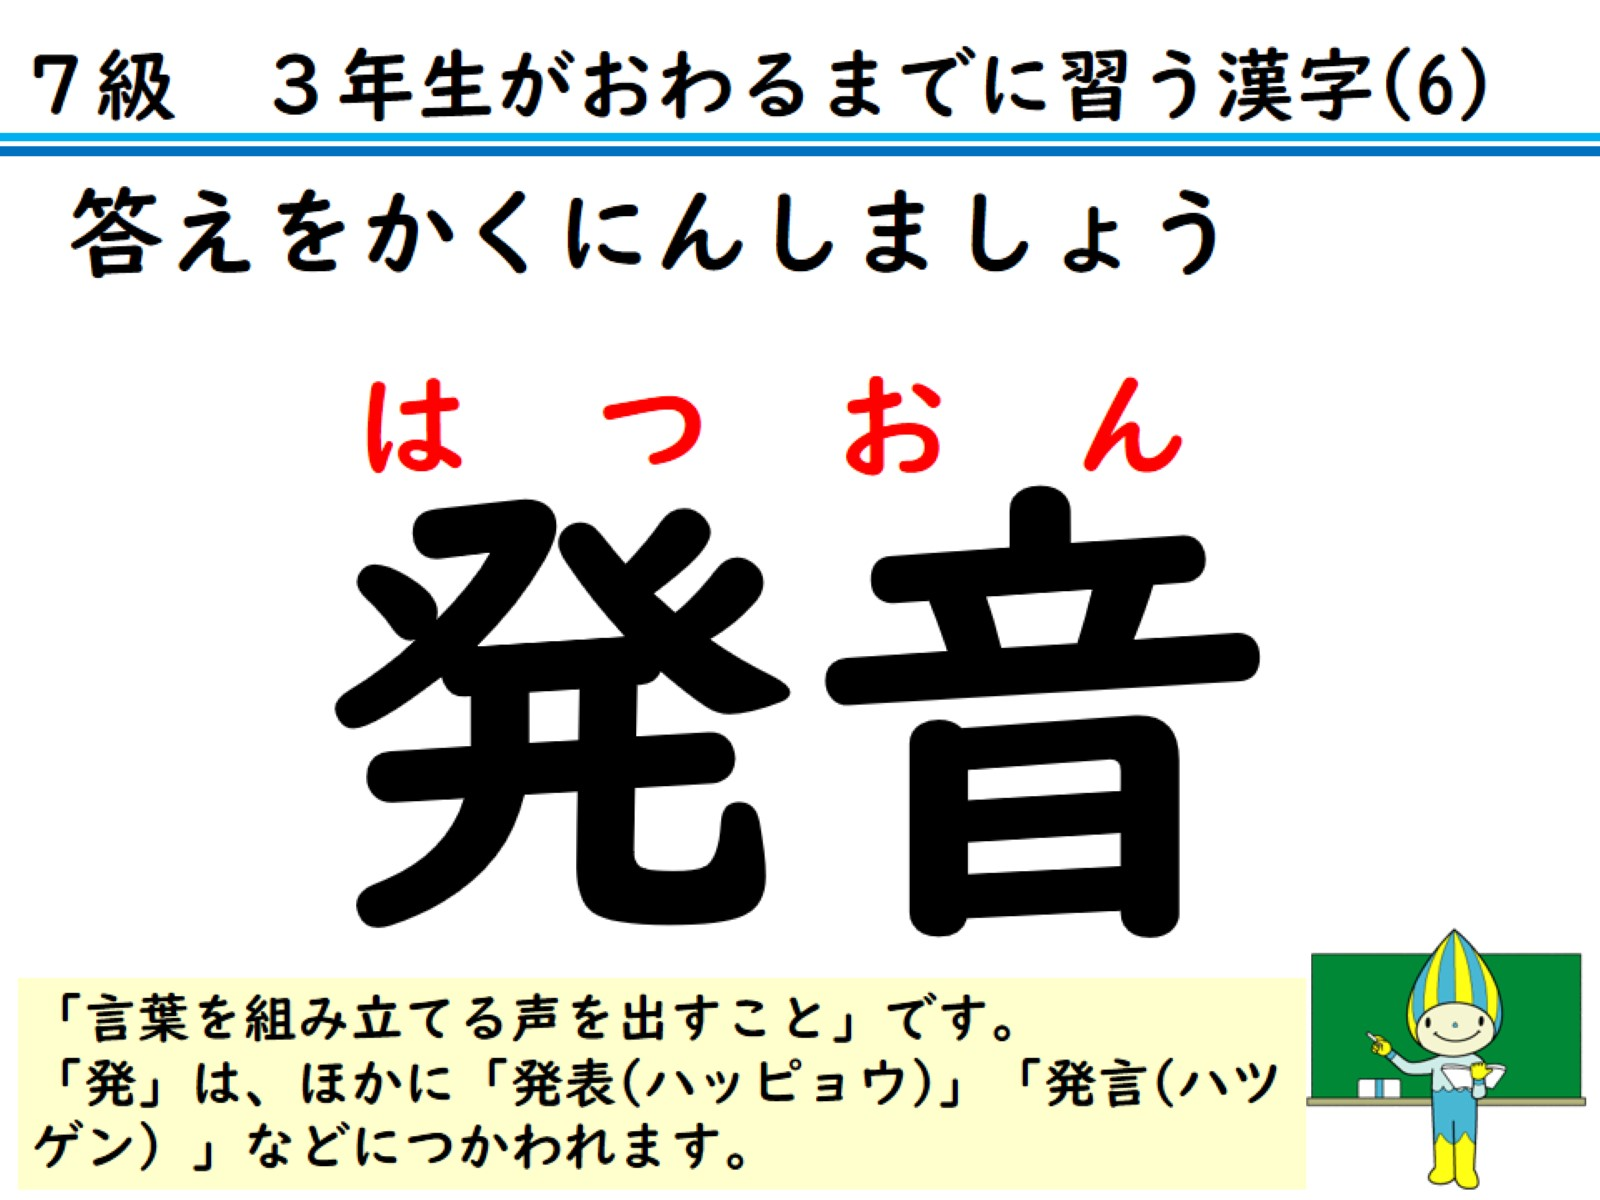 ７級　３年生がおわるまでに習う漢字(6)
答えをかくにんしましょう
はつおん
発音
「言葉を組み立てる声を出すこと」です。
「発」は、ほかに「発表(ハッピョウ)」「発言(ハツ
ゲン）」などにつかわれます。